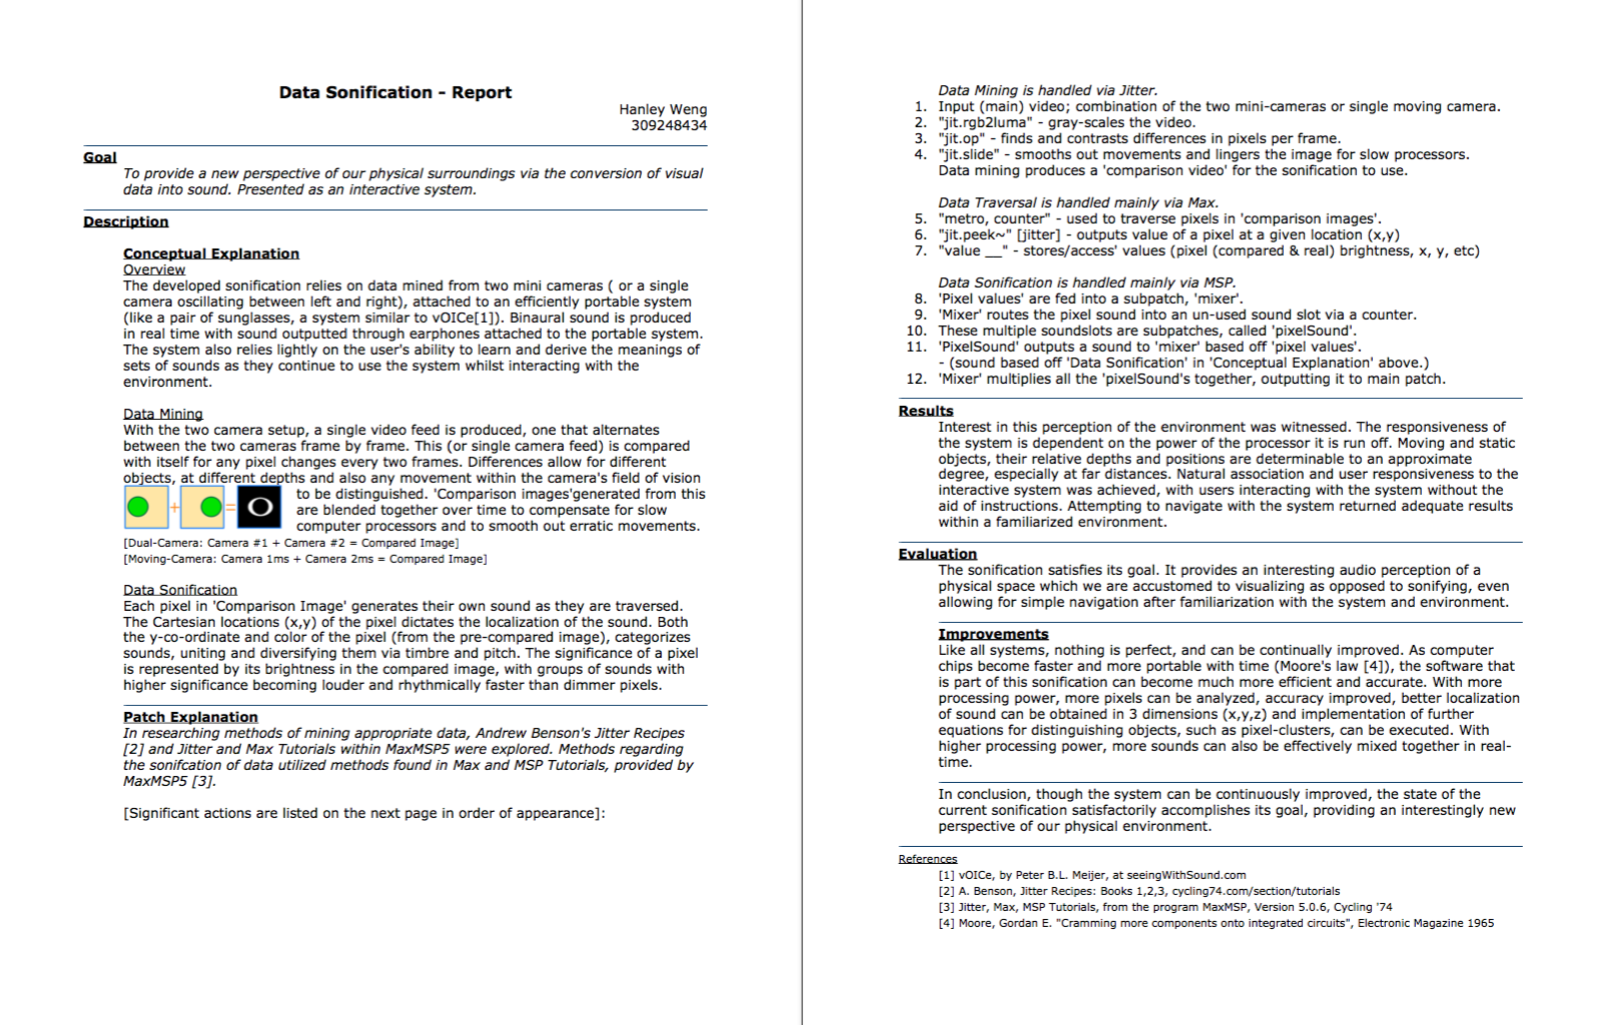 Data Sonification - Report
Hanley Weng
309248434
Goal
To provide a new perspective of our physical surroundings via the conversion of visual
data into sound. Presented as an interactive system.
Description
Conceptual Explanation
Overview
The developed sonification relies on data mined from two mini cameras ( or a single
camera oscillating between left and right), attached to an efficiently portable system
(like a pair of sunglasses, a system similar to vOICe[1]). Binaural sound is produced
in real time with sound outputted through earphones attached to the portable system.
The system also relies lightly on the user's ability to learn and derive the meanings of
sets of sounds as they continue to use the system whilst interacting with the
environment.
Data Mining
With the two camera setup, a single video feed is produced, one that alternates
between the two cameras frame by frame. This (or single camera feed) is compared
with itself for any pixel changes every two frames. Differences allow for different
objects, at different depths and also any movement within the camera's field of vision
to be distinguished. 'Comparison images'generated from this
are blended together over time to compensate for slow
computer processors and to smooth out erratic movements.
+ =
[Dual-Camera: Camera #1 + Camera #2 = Compared Image]
[Moving-Camera: Camera 1ms + Camera 2ms = Compared Image]
Data Sonification
Each pixel in 'Comparison Image' generates their own sound as they are traversed.
The Cartesian locations (x,y) of the pixel dictates the localization of the sound. Both
the y-co-ordinate and color of the pixel (from the pre-compared image), categorizes
sounds, uniting and diversifying them via timbre and pitch. The significance of a pixel
is represented by its brightness in the compared image, with groups of sounds with
higher significance becoming louder and rhythmically faster than dimmer pixels.
Patch Explanation
In researching methods of mining appropriate data, Andrew Benson's Jitter Recipes
[2] and Jitter and Max Tutorials within MaxMSP5 were explored. Methods regarding
the sonifcation of data utilized methods found in Max and MSP Tutorials, provided by
MaxMSP5 [3].
[Significant actions are listed on the next page in order of appearance]:
Data Mining is handled via Jitter.
1. Input (main) video; combination of the two mini-cameras or single moving camera.
2. "jit.rgb2luma" - gray-scales the video.
3. "jit.op" - finds and contrasts differences in pixels per frame.
4. "jit.slide" - smooths out movements and lingers the image for slow processors.
Data mining produces a 'comparison video' for the sonification to use.
Data Traversal is handled mainly via Max.
5. "metro, counter" - used to traverse pixels in 'comparison images'.
6. "jit.peek~" [jitter] - outputs value of a pixel at a given location (x,y)
7. "value __" - stores/access' values (pixel (compared & real) brightness, x, y, etc)
Data Sonification is handled mainly via MSP.
8. 'Pixel values' are fed into a subpatch, 'mixer'.
9. 'Mixer' routes the pixel sound into an un-used sound slot via a counter.
10. These multiple soundslots are subpatches, called 'pixelSound'.
11. 'PixelSound' outputs a sound to 'mixer' based off 'pixel values'.
- (sound based off 'Data Sonification' in 'Conceptual Explanation' above.)
12. 'Mixer' multiplies all the 'pixelSound's together, outputting it to main patch.
Results
Interest in this perception of the environment was witnessed. The responsiveness of
the system is dependent on the power of the processor it is run off. Moving and static
objects, their relative depths and positions are determinable to an approximate
degree, especially at far distances. Natural association and user responsiveness to the
interactive system was achieved, with users interacting with the system without the
aid of instructions. Attempting to navigate with the system returned adequate results
within a familiarized environment.
Evaluation
The sonification satisfies its goal. It provides an interesting audio perception of a
physical space which we are accustomed to visualizing as opposed to sonifying, even
allowing for simple navigation after familiarization with the system and environment.
Improvements
Like all systems, nothing is perfect, and can be continually improved. As computer
chips become faster and more portable with time (Moore's law [4]), the software that
is part of this sonification can become much more efficient and accurate. With more
processing power, more pixels can be analyzed, accuracy improved, better localization
of sound can be obtained in 3 dimensions (x,y,z) and implementation of further
equations for distinguishing objects, such as pixel-clusters, can be executed. With
higher processing power, more sounds can also be effectively mixed together in real-
time.
In conclusion, though the system can be continuously improved, the state of the
current sonification satisfactorily accomplishes its goal, providing an interestingly new
perspective of our physical environment.
References
[1] vOICe, by Peter B.L. Meijer, at seeingWithSound.com
[2] A. Benson, Jitter Recipes: Books 1,2,3, cycling74.com/section/tutorials
[3] Jitter, Max, MSP Tutorials, from the program MaxMSP, Version 5.0.6, Cycling '74
[4] Moore, Gordan E. "Cramming more components onto integrated circuits", Electronic Magazine 1965